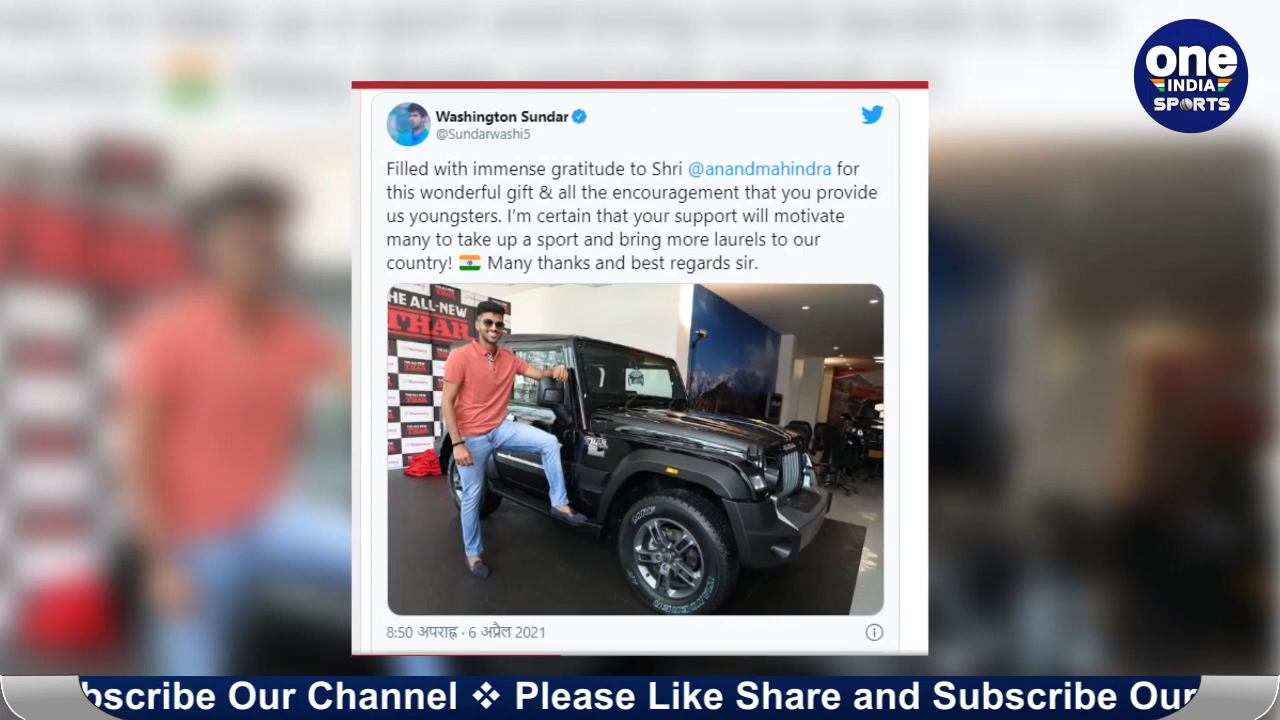 one
INDIA
SPORTS
Washington Sundar
@Sundarwashi5
Filled with immense gratitude to Shri @anandmahindra for
this wonderful gift & all the encouragement that you provide
us youngsters. I'm certain that your support will motivate
many to take up a sport and bring more laurels to our
country! 🇮🇳 Many thanks and best regards sir.
HE ALL-NEW
THAR
8:50 अपराह्न · 6 अप्रैल 2021
bscribe Our Channel ❖ Please Like Share and Subscribe Our